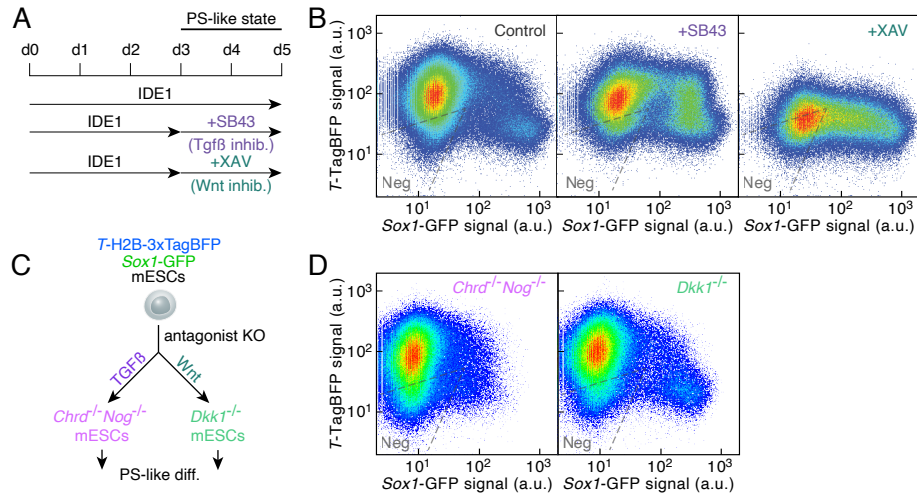 A
PS-like state
d0 d1 d2 d3 d4 d5
IDE1
IDE1 +SB43
(Tgfß inhib.)
IDE1 +XAV
(Wnt inhib.)
B
Control +SB43 +XAV
T-TagBFP signal (a.u.)
10³
10²
10¹
Neg Neg Neg
10¹ 10² 10³ 10¹ 10² 10³ 10¹ 10² 10³
Sox1-GFP signal (a.u.) Sox1-GFP signal (a.u.) Sox1-GFP signal (a.u.)
C
T-H2B-3xTagBFP
Sox1-GFP
mESCs
antagonist KO
TGFß Wnt
Chrd⁻/⁻Nog⁻/⁻ Dkk1⁻/⁻
mESCs mESCs
PS-like diff.
D
Chrd⁻/⁻Nog⁻/⁻ Dkk1⁻/⁻
T-TagBFP signal (a.u.)
10³
10²
10¹
Neg Neg
10¹ 10² 10³ 10¹ 10² 10³
Sox1-GFP signal (a.u.) Sox1-GFP signal (a.u.)